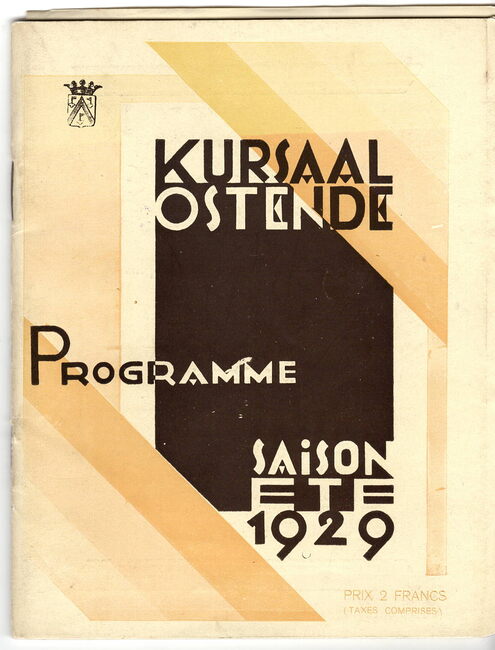 KURSAAL
OSTENDE
PROGRAMME
SAiSON
ETE
1929
PRIX 2 FRANCS
(TAXES COMPRISES)